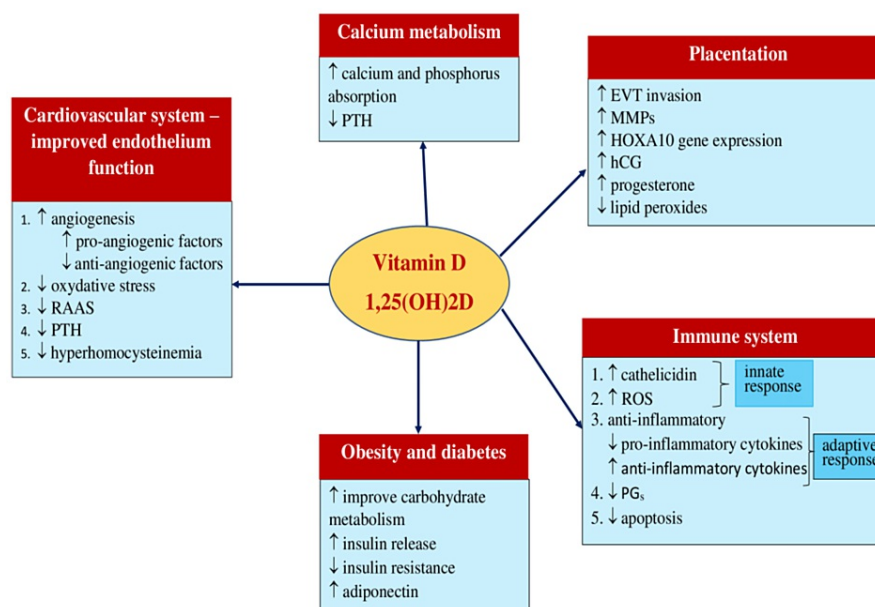 Calcium metabolism
↑ calcium and phosphorus
absorption
↓ PTH
Placentation
↑ EVT invasion
↑ MMPs
↑ HOXA10 gene expression
↑ hCG
↑ progesterone
↓ lipid peroxides
Cardiovascular system –
improved endothelium
function
1. ↑ angiogenesis
↑ pro-angiogenic factors
↓ anti-angiogenic factors
2. ↓ oxydative stress
3. ↓ RAAS
4. ↓ PTH
5. ↓ hyperhomocysteinemia
Vitamin D
1,25(OH)2D
Immune system
1. ↑ cathelicidin
2. ↑ ROS
innate
response
3. anti-inflammatory
↓ pro-inflammatory cytokines
↑ anti-inflammatory cytokines
adaptive
response
4. ↓ PGs
5. ↓ apoptosis
Obesity and diabetes
↑ improve carbohydrate
metabolism
↑ insulin release
↓ insulin resistance
↑ adiponectin